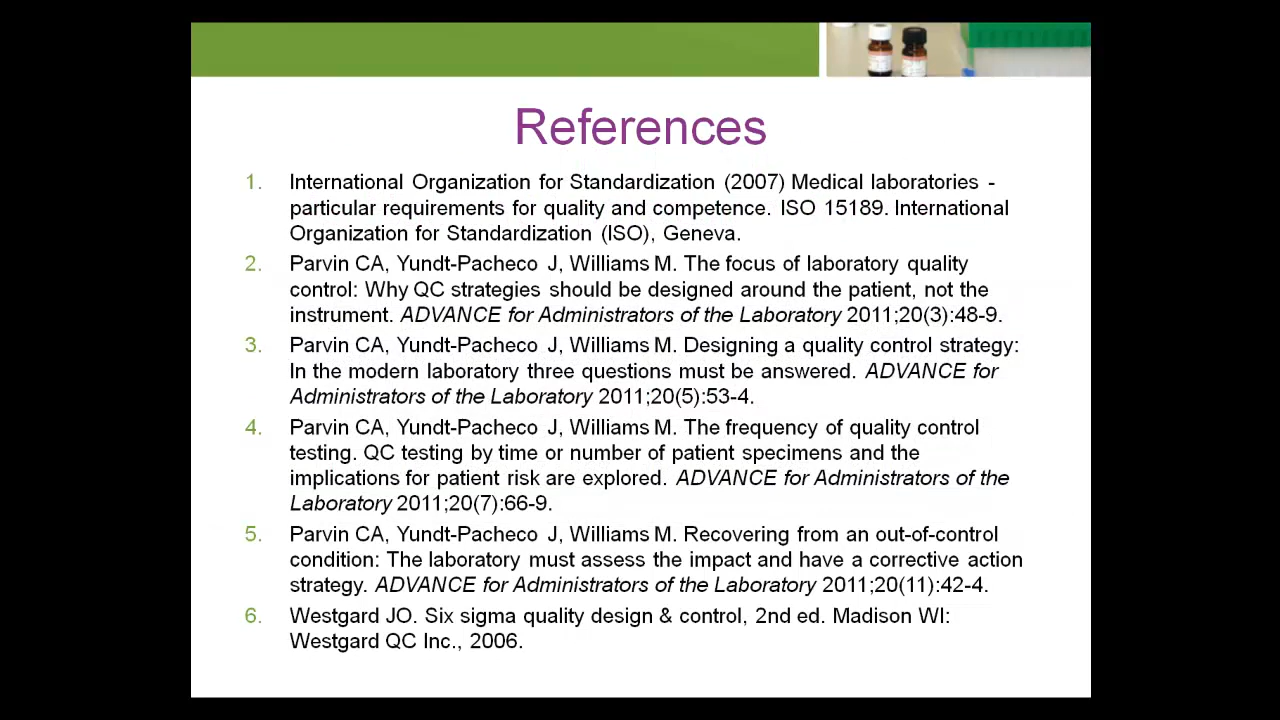 References
1. International Organization for Standardization (2007) Medical laboratories -
particular requirements for quality and competence. ISO 15189. International
Organization for Standardization (ISO), Geneva.
2. Parvin CA, Yundt-Pacheco J, Williams M. The focus of laboratory quality
control: Why QC strategies should be designed around the patient, not the
instrument. ADVANCE for Administrators of the Laboratory 2011;20(3):48-9.
3. Parvin CA, Yundt-Pacheco J, Williams M. Designing a quality control strategy:
In the modern laboratory three questions must be answered. ADVANCE for
Administrators of the Laboratory 2011;20(5):53-4.
4. Parvin CA, Yundt-Pacheco J, Williams M. The frequency of quality control
testing. QC testing by time or number of patient specimens and the
implications for patient risk are explored. ADVANCE for Administrators of the
Laboratory 2011;20(7):66-9.
5. Parvin CA, Yundt-Pacheco J, Williams M. Recovering from an out-of-control
condition: The laboratory must assess the impact and have a corrective action
strategy. ADVANCE for Administrators of the Laboratory 2011;20(11):42-4.
6. Westgard JO. Six sigma quality design & control, 2nd ed. Madison WI:
Westgard QC Inc., 2006.